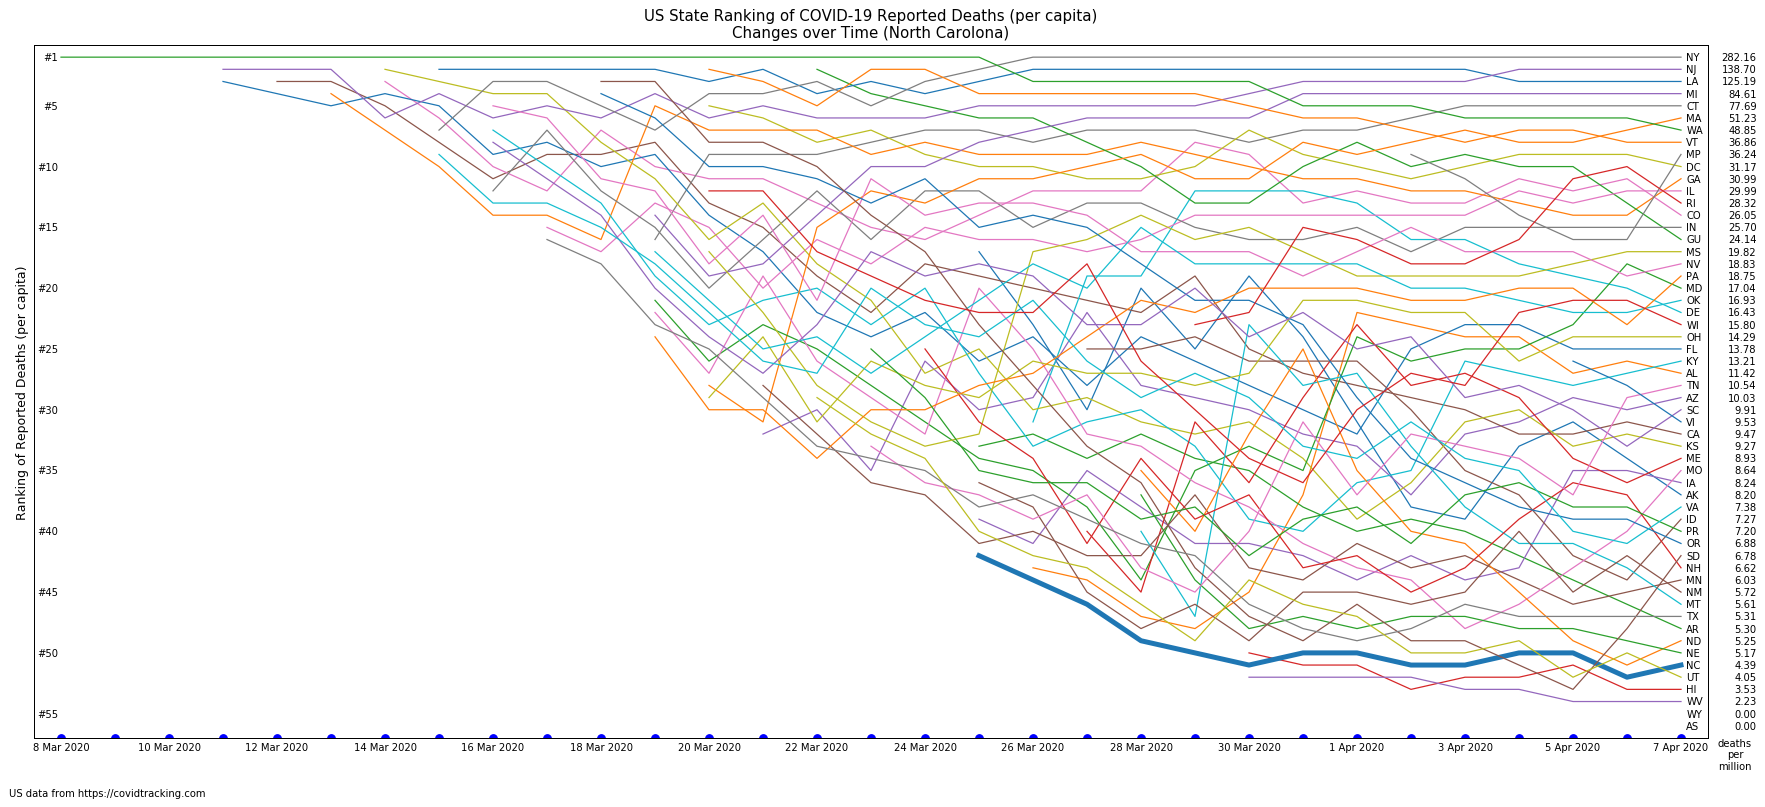 US State Ranking of COVID-19 Reported Deaths (per capita)
Changes over Time (North Carolona)
Ranking of Reported Deaths (per capita)
#1
#5
#10
#15
#20
#25
#30
#35
#40
#45
#50
#55
NY 282.16
NJ 138.70
LA 125.19
MI 84.61
CT 77.69
MA 51.23
WA 48.85
VT 36.86
MP 36.24
DC 31.17
GA 30.99
IL 29.99
RI 28.32
CO 26.05
IN 25.70
GU 24.14
MS 19.82
NV 18.83
PA 18.75
MD 17.04
OK 16.93
DE 16.43
WI 15.80
OH 14.29
FL 13.78
KY 13.21
AL 11.42
TN 10.54
AZ 10.03
SC 9.91
VI 9.53
CA 9.47
KS 9.27
ME 8.93
MO 8.64
IA 8.24
AK 8.20
VA 7.38
ID 7.27
PR 7.20
OR 6.88
SD 6.78
NH 6.62
MN 6.03
NM 5.72
MT 5.61
TX 5.31
AR 5.30
ND 5.25
NE 5.17
NC 4.39
UT 4.05
HI 3.53
WV 2.23
WY 0.00
AS 0.00
8 Mar 2020 10 Mar 2020 12 Mar 2020 14 Mar 2020 16 Mar 2020 18 Mar 2020 20 Mar 2020 22 Mar 2020 24 Mar 2020 26 Mar 2020 28 Mar 2020 30 Mar 2020 1 Apr 2020 3 Apr 2020 5 Apr 2020 7 Apr 2020
deaths
per
million
US data from https://covidtracking.com